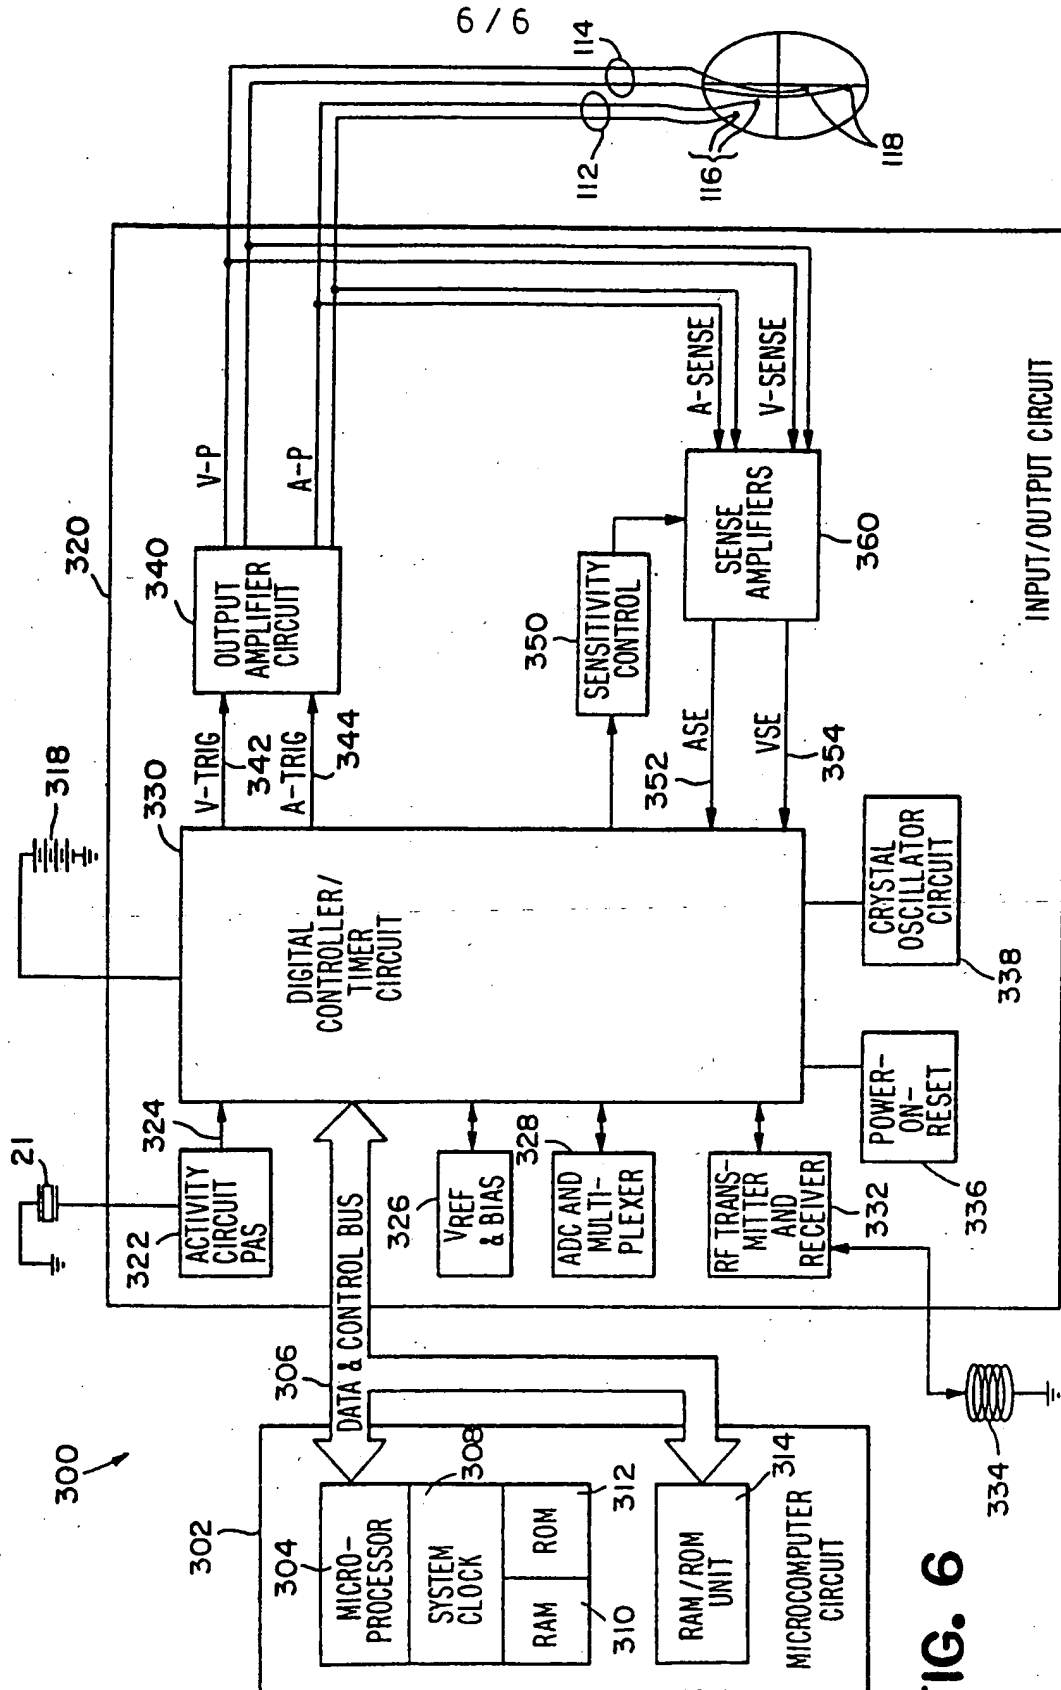 6/6
300
302
304
MICRO-
PROCESSOR
SYSTEM
CLOCK
308
RAM
ROM
310
312
RAM/ROM
UNIT
314
MICROCOMPUTER
CIRCUIT
306
DATA & CONTROL BUS
21
322
ACTIVITY
CIRCUIT
PAS
324
326
VREF
& BIAS
328
ADC AND
MULTI-
PLEXER
RF TRANS-
MITTER
AND
RECEIVER
332
334
POWER-
ON-
RESET
336
CRYSTAL
OSCILLATOR
CIRCUIT
338
318
330
DIGITAL
CONTROLLER/
TIMER
CIRCUIT
V-TRIG
342
A-TRIG
344
340
OUTPUT
AMPLIFIER
CIRCUIT
320
V-P
A-P
350
SENSITIVITY
CONTROL
352
ASE
VSE
354
SENSE
AMPLIFIERS
360
A-SENSE
V-SENSE
INPUT/OUTPUT CIRCUIT
112
114
116
118
FIG. 6